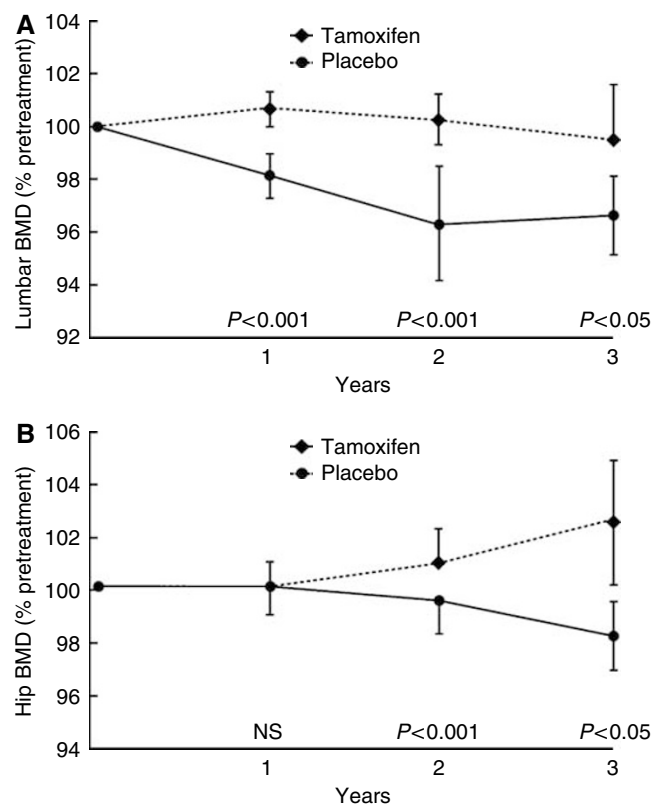 A
Lumbar BMD (% pretreatment)
104
102
100
98
96
94
92
Tamoxifen
Placebo
P<0.001 P<0.001 P<0.05
1 2 3
Years
B
Hip BMD (% pretreatment)
106
104
102
100
98
96
94
Tamoxifen
Placebo
NS P<0.001 P<0.05
1 2 3
Years